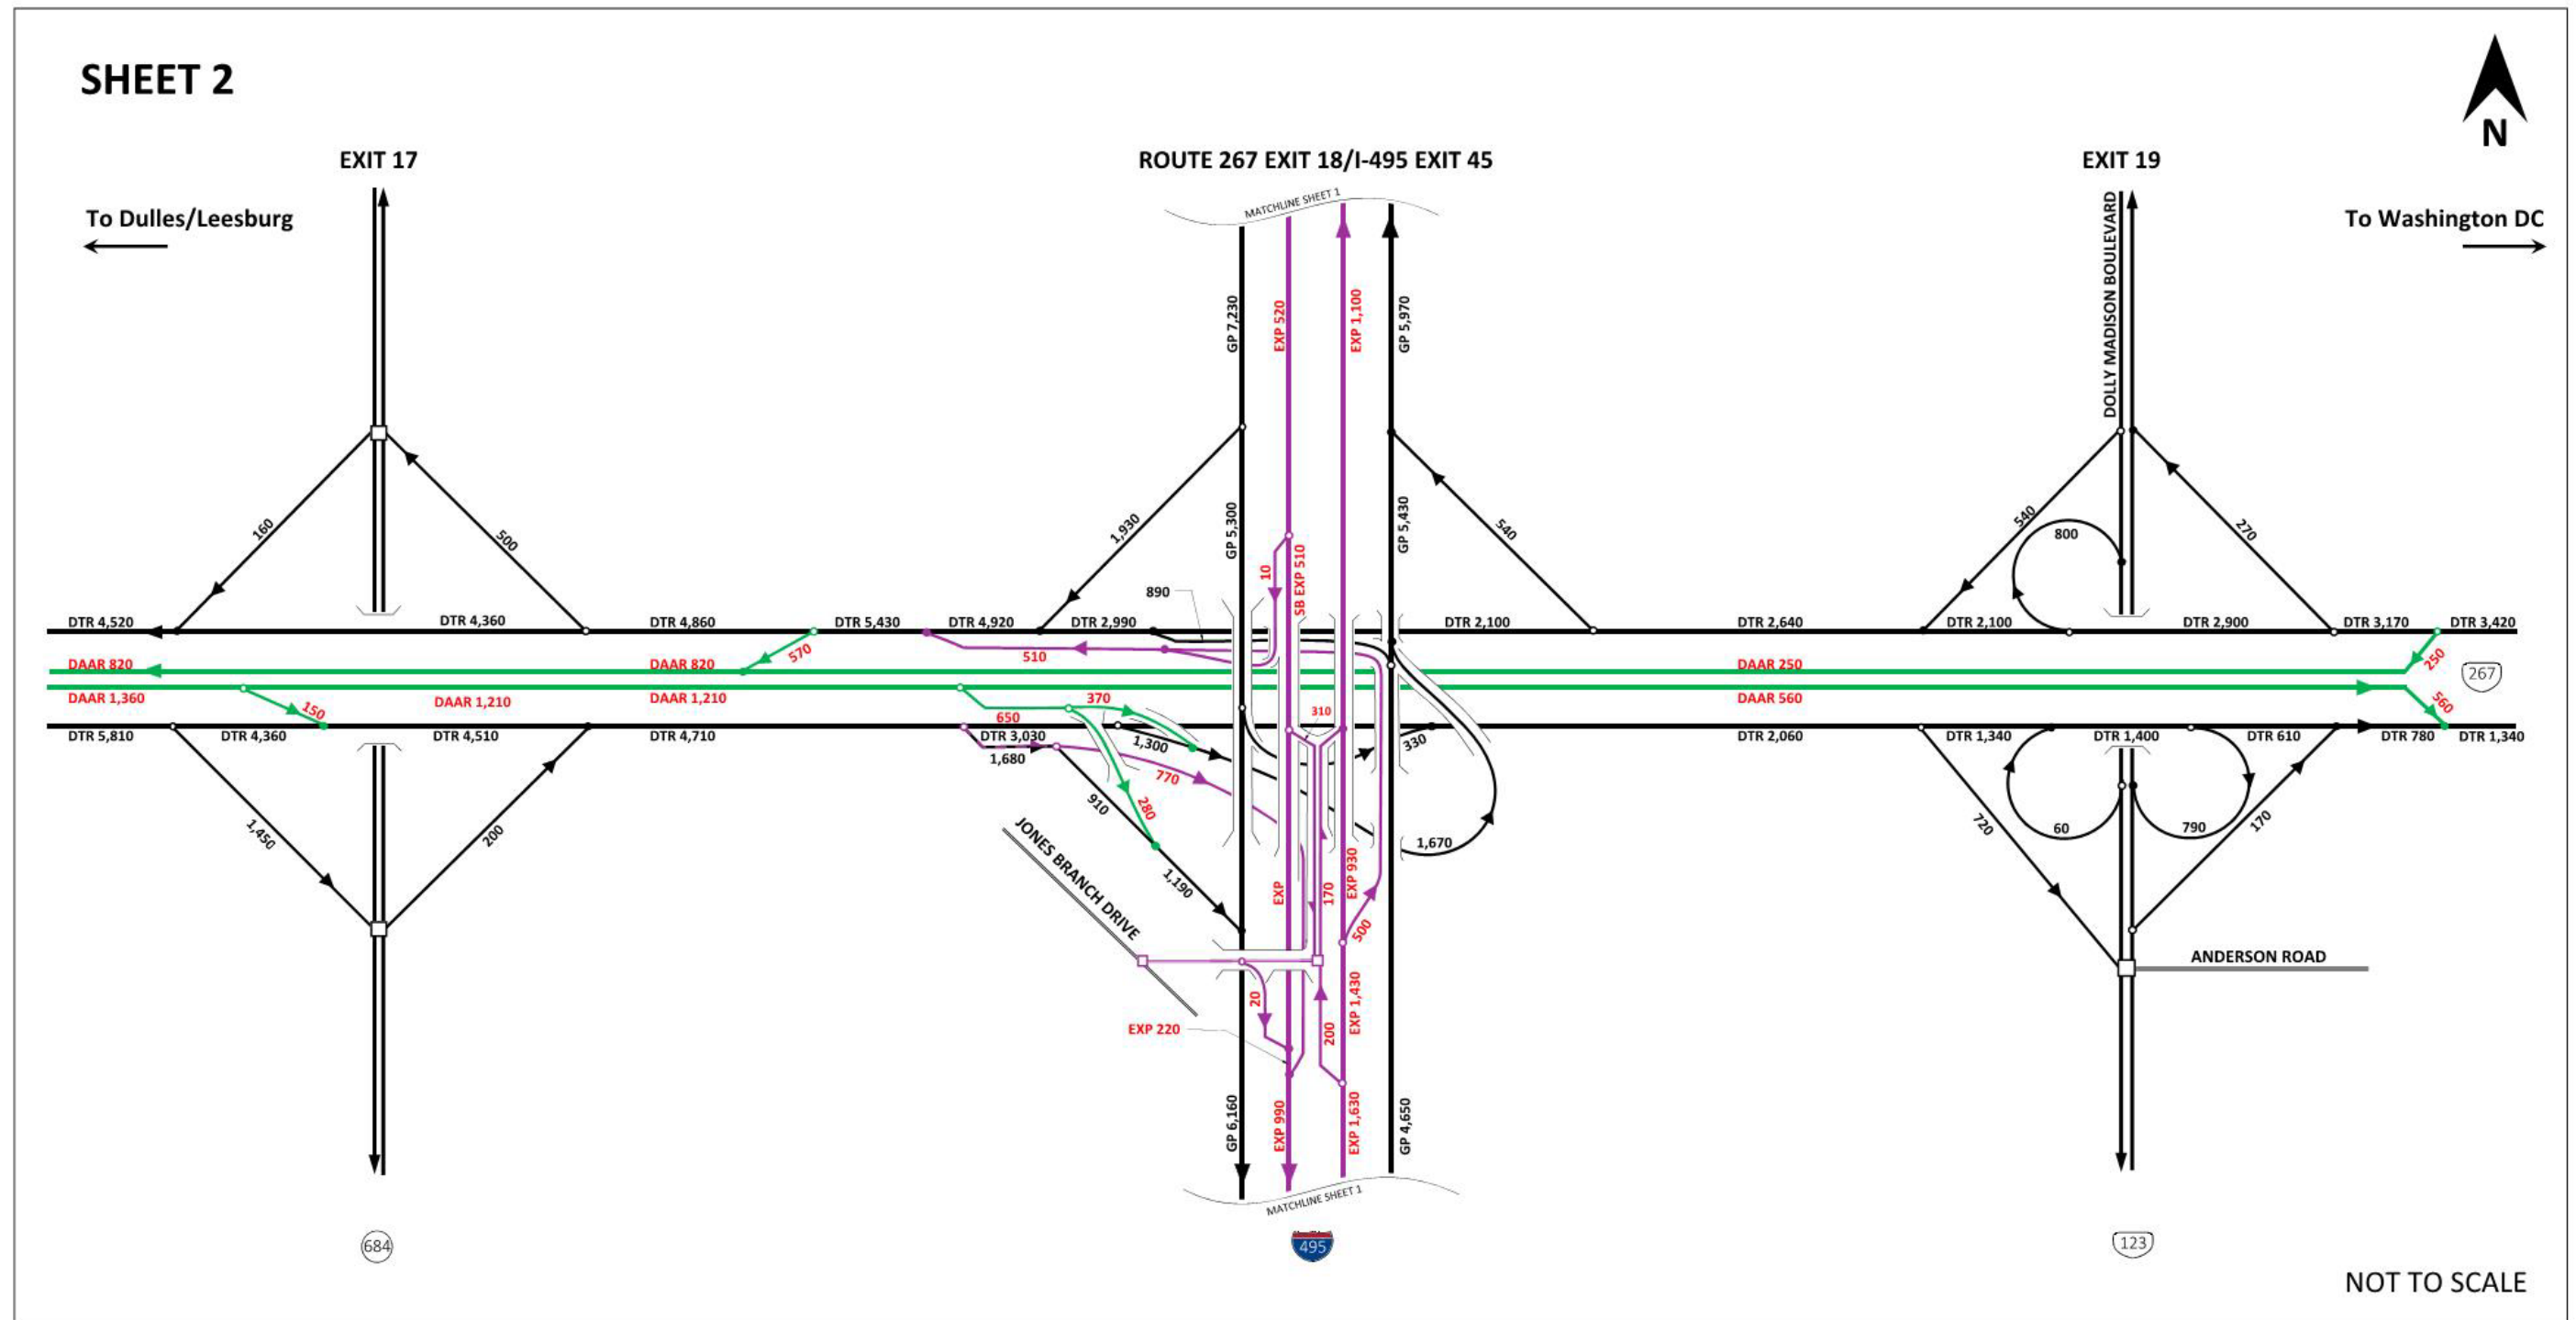 SHEET 2
N
EXIT 17
ROUTE 267 EXIT 18/I-495 EXIT 45
EXIT 19
To Dulles/Leesburg
To Washington DC
MATCHLINE SHEET 1
DOLLY MADISON BOULEVARD
GP 7,230
EXP 520
EXP 1,100
GP 5,970
160
500
1,930
GP 5,300
10
SB EXP 510
GP 5,430
540
540
800
270
890
DTR 4,520
DTR 4,360
DTR 4,860
DTR 5,430
DTR 4,920
DTR 2,990
DTR 2,100
DTR 2,640
DTR 2,100
DTR 2,900
DTR 3,170
DTR 3,420
570
510
250
DAAR 820
DAAR 820
DAAR 250
267
DAAR 1,360
150
DAAR 1,210
DAAR 1,210
370
310
DAAR 560
560
650
DTR 5,810
DTR 4,360
DTR 4,510
DTR 4,710
DTR 3,030
1,300
330
DTR 2,060
DTR 1,340
DTR 1,400
DTR 610
DTR 780
DTR 1,340
1,680
770
910
280
1,450
200
720
60
790
170
1,670
JONES BRANCH DRIVE
1,190
EXP
170
EXP 930
500
ANDERSON ROAD
20
200
EXP 1,430
EXP 220
GP 6,160
EXP 990
EXP 1,630
GP 4,650
MATCHLINE SHEET 1
684
495
123
NOT TO SCALE